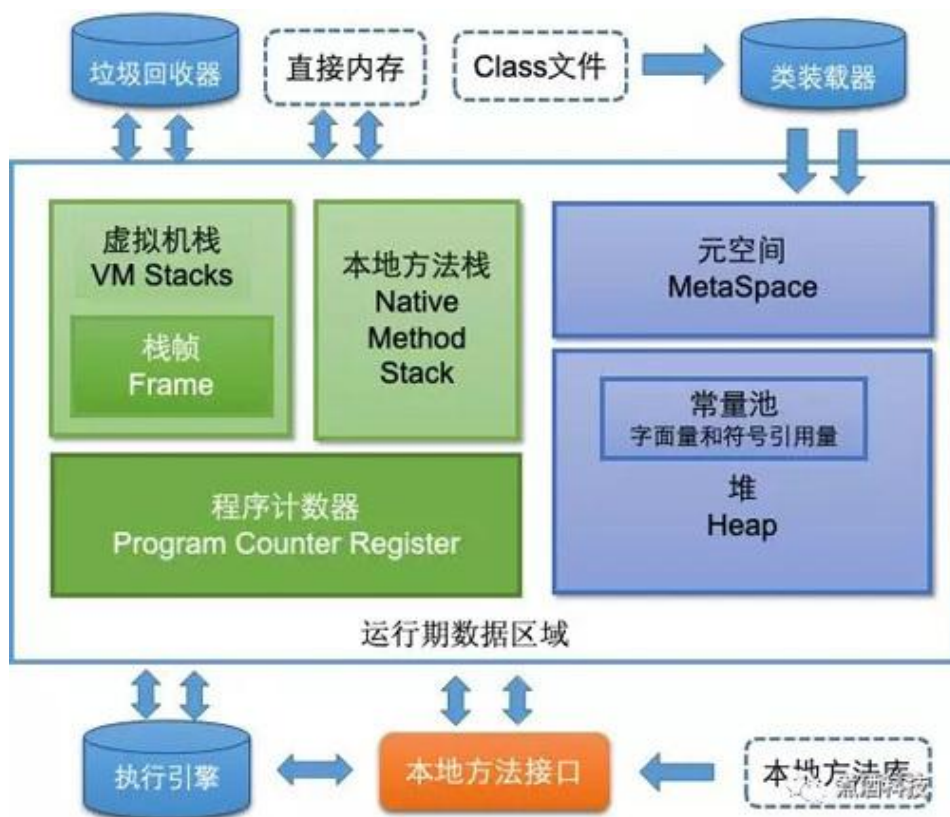 垃圾回收器
直接内存
Class文件
类装载器
虚拟机栈
VM Stacks
栈帧
Frame
本地方法栈
Native
Method
Stack
元空间
MetaSpace
常量池
字面量和符号引用量
堆
Heap
程序计数器
Program Counter Register
运行期数据区域
执行引擎
本地方法接口
本地方法库
煮酒科技